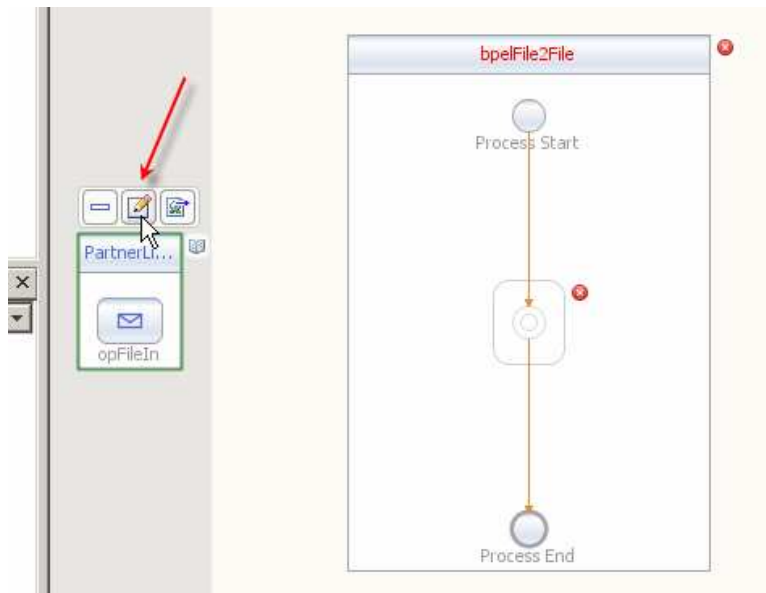 bpelFile2File
Process Start
PartnerLi...
opFileIn
Process End